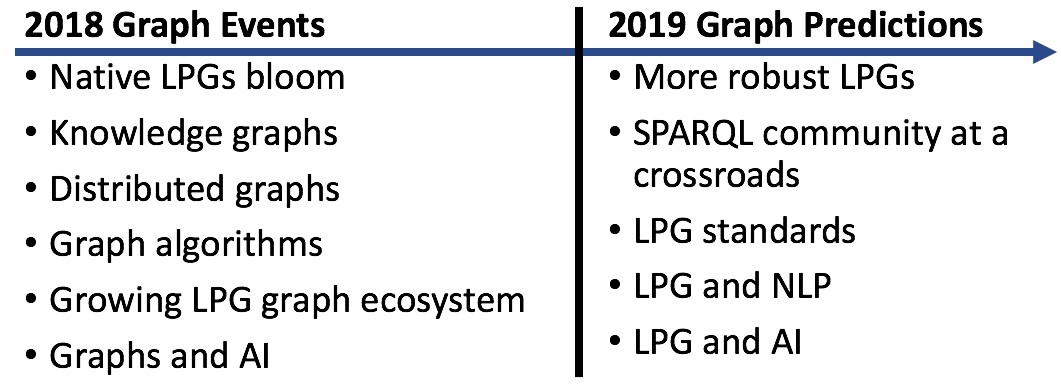 2018 Graph Events
• Native LPGs bloom
• Knowledge graphs
• Distributed graphs
• Graph algorithms
• Growing LPG graph ecosystem
• Graphs and AI
2019 Graph Predictions
• More robust LPGs
• SPARQL community at a
crossroads
• LPG standards
• LPG and NLP
• LPG and AI